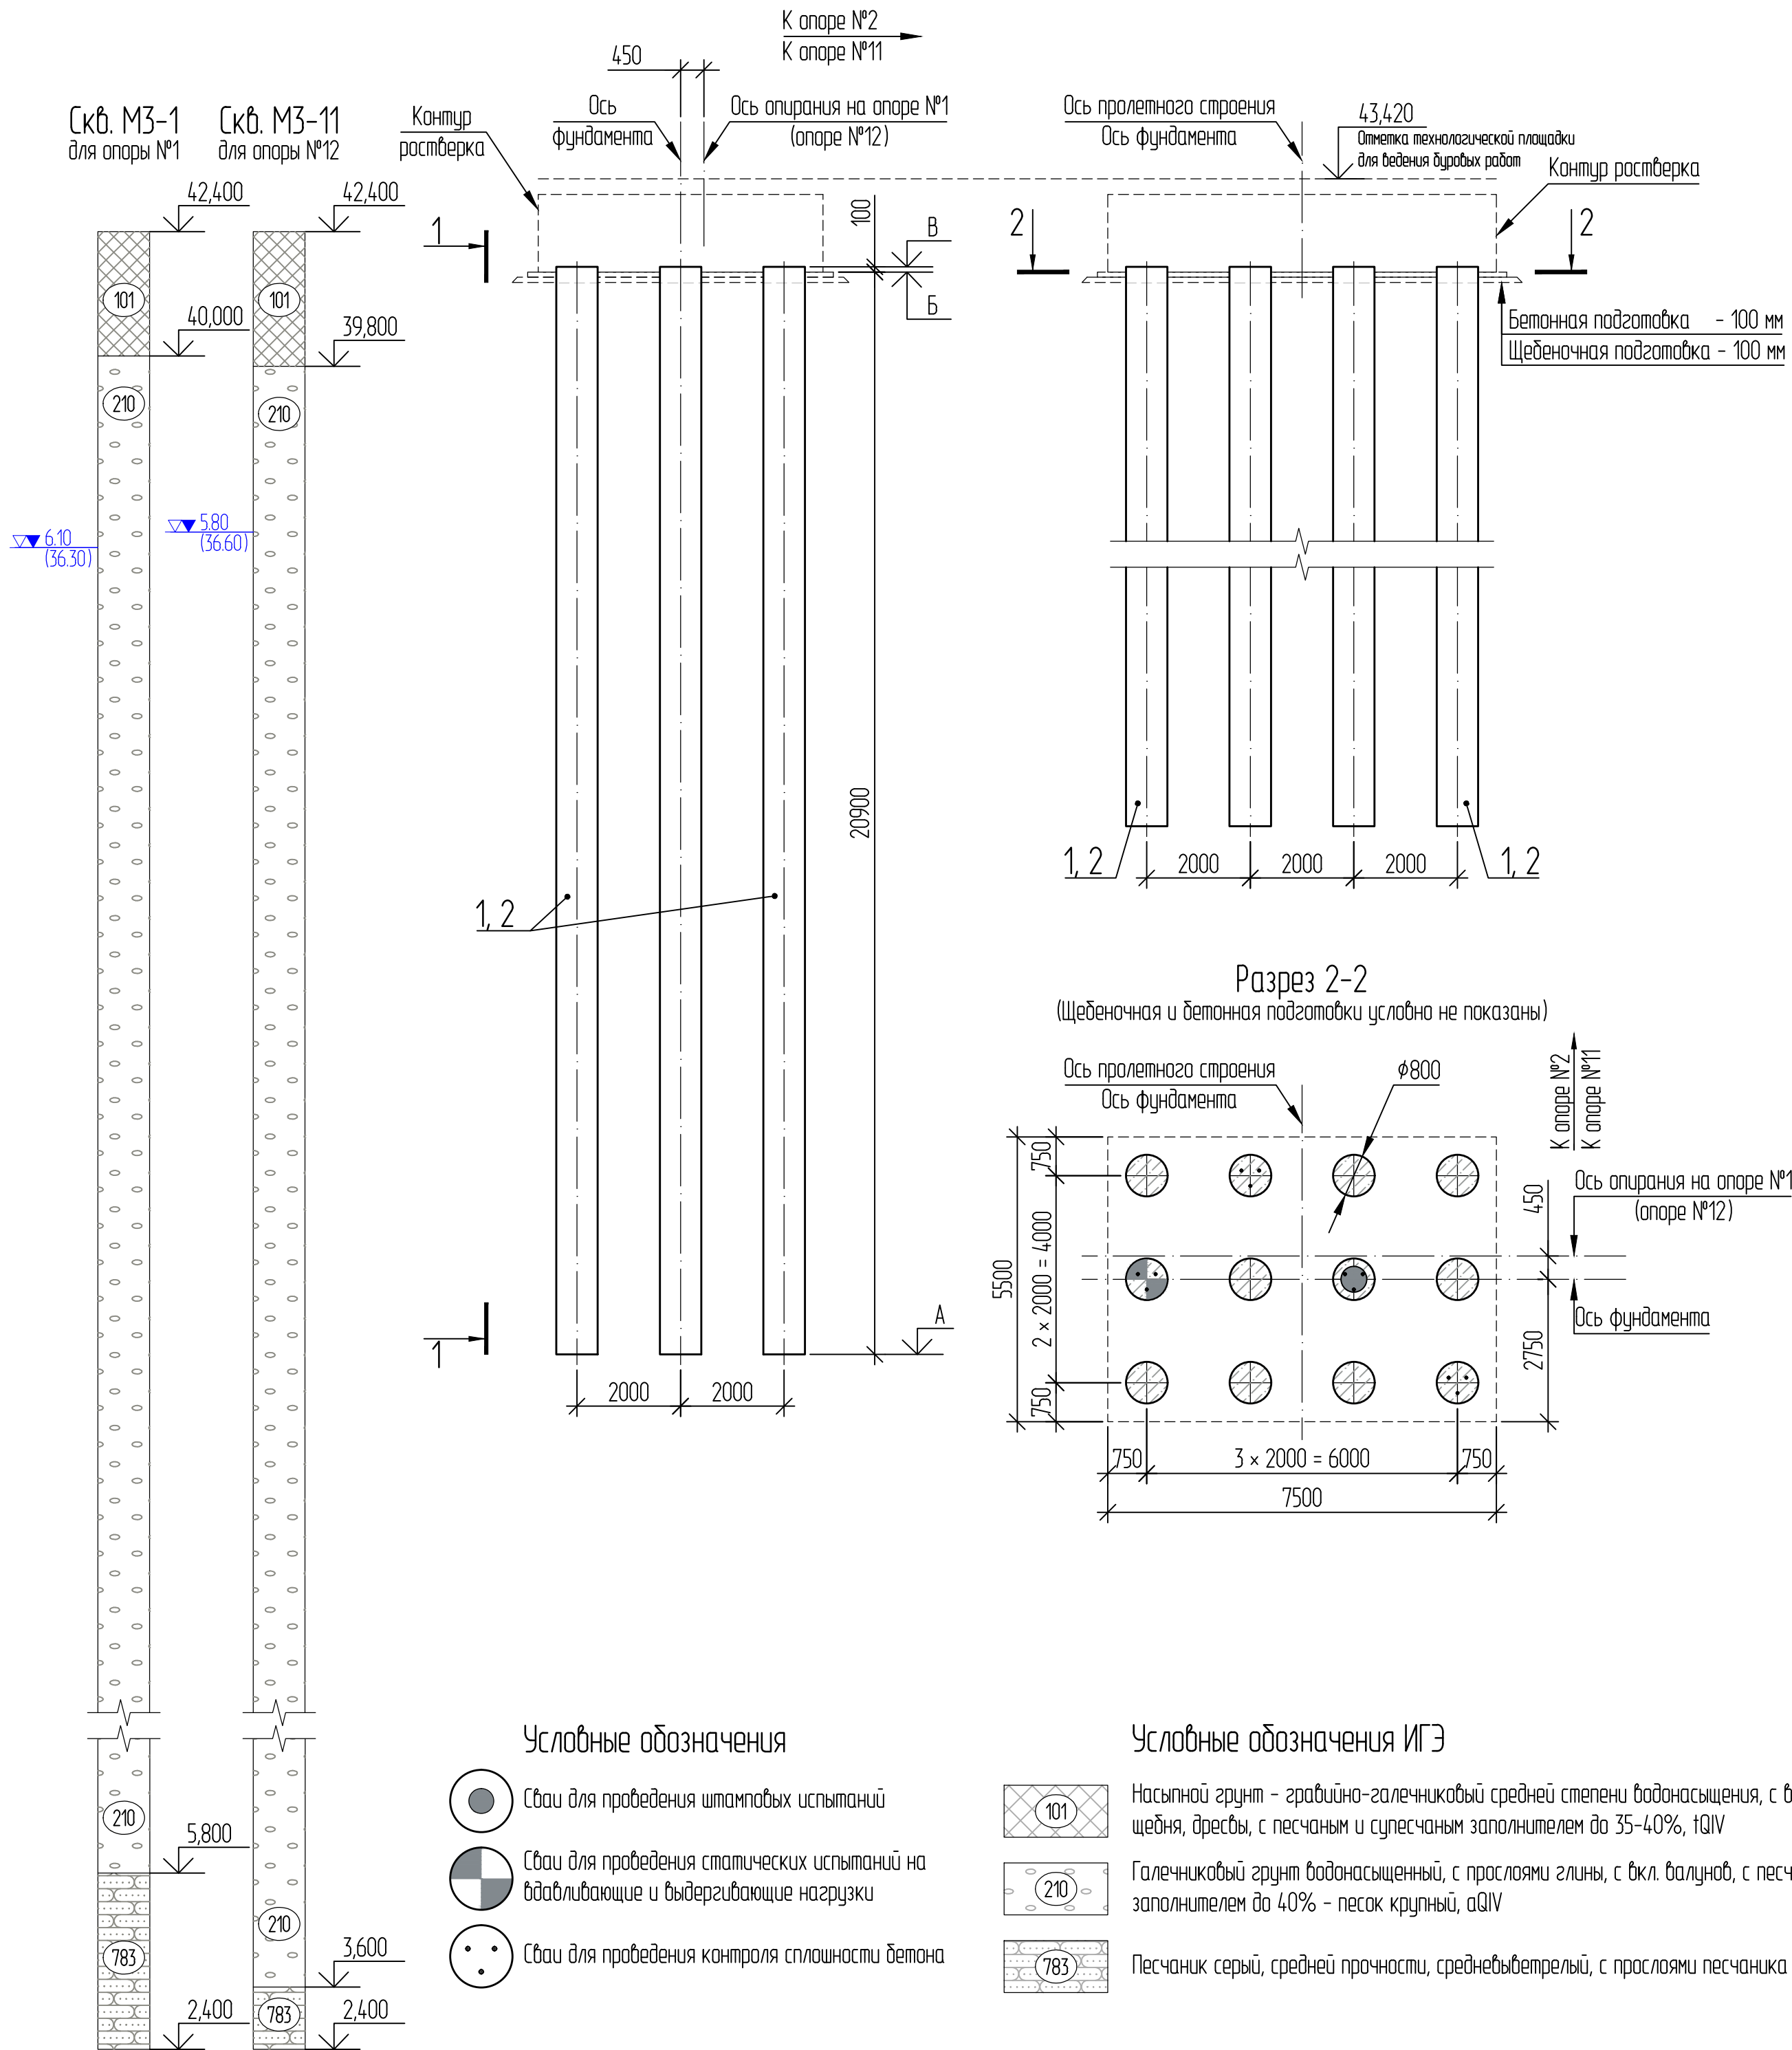 К опоре №2
К опоре №11
450
Скв. МЗ-1
для опоры №1
Скв. МЗ-11
для опоры №12
Контур
ростверка
Ось
фундамента
Ось опирания на опоре №1
(опоре №12)
Ось пролетного строения
Ось фундамента
43,420
Отметка технологической площадки
для ведения буровых работ
Контур ростверка
42,400
42,400
1
100
В
Б
2
2
101
101
40,000
39,800
Бетонная подготовка - 100 мм
Щебеночная подготовка - 100 мм
210
210
6.10
(36.30)
5.80
(36.60)
20900
1, 2
1, 2
2000
2000
2000
1, 2
Разрез 2-2
(Щебеночная и бетонная подготовки условно не показаны)
Ось пролетного строения
Ось фундамента
⌀800
К опоре №2
К опоре №11
750
2 × 2000 = 4000
750
5500
450
2750
Ось опирания на опоре №1
(опоре №12)
Ось фундамента
750
3 × 2000 = 6000
750
7500
1
А
2000
2000
210
5,800
783
2,400
210
3,600
783
2,400
Условные обозначения
Сваи для проведения штамповых испытаний
Сваи для проведения статических испытаний на
вдавливающие и выдергивающие нагрузки
Сваи для проведения контроля сплошности бетона
Условные обозначения ИГЭ
101
Насыпной грунт - гравийно-галечниковый средней степени водонасыщения, с в
щебня, дресвы, с песчаным и супесчаным заполнителем до 35-40%, tQIV
210
Галечниковый грунт водонасыщенный, с прослоями глины, с вкл. валунов, с песч
заполнителем до 40% - песок крупный, aQIV
783
Песчаник серый, средней прочности, средневыветрелый, с прослоями песчаника